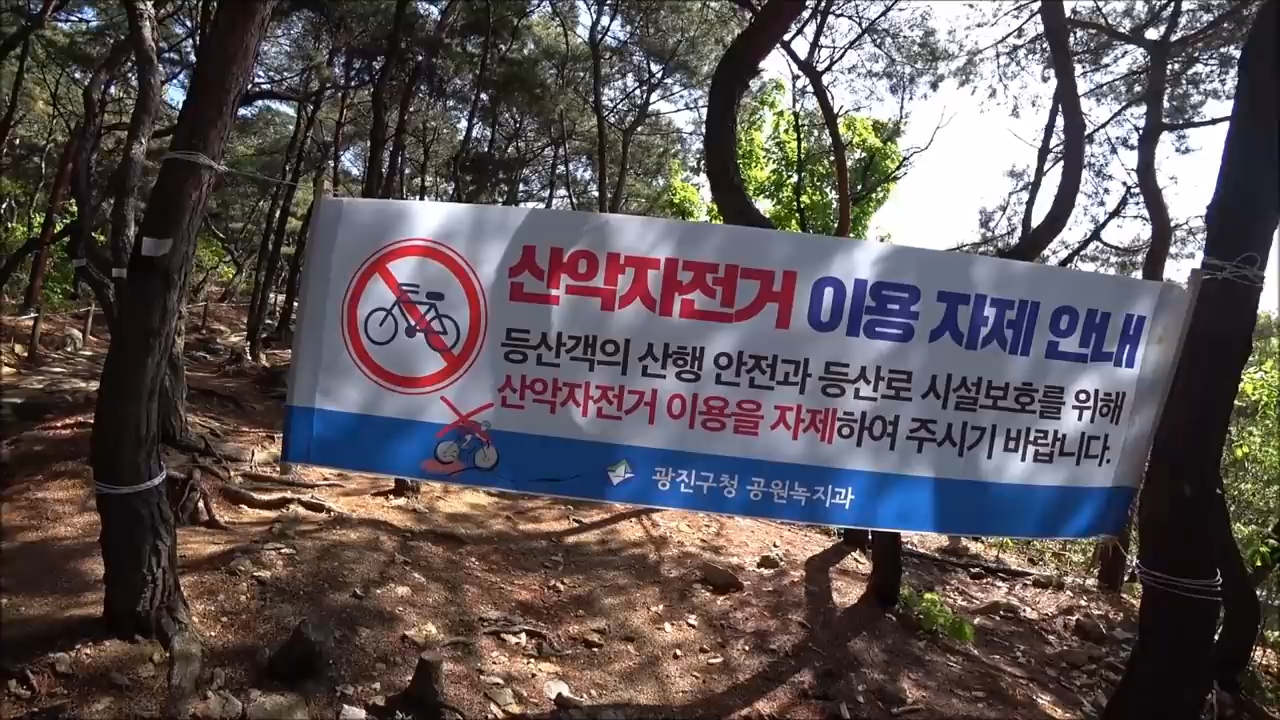 산악자전거 이용 자제 안내
등산객의 산행 안전과 등산로 시설보호를 위해
산악자전거 이용을 자제하여 주시기 바랍니다.
광진구청 공원녹지과